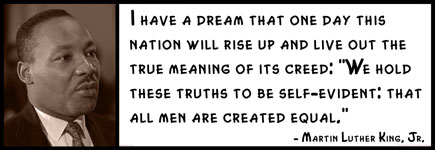 I have a dream that one day this
nation will rise up and live out the
true meaning of its creed: "We hold
these truths to be self-evident: that
all men are created equal."
- Martin Luther King, Jr.